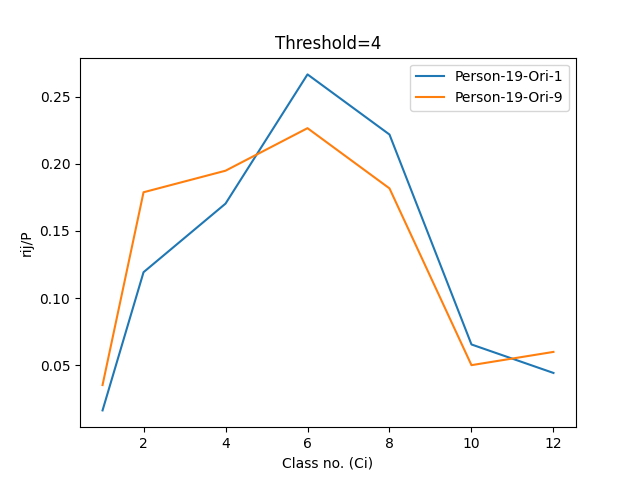 Threshold=4
Person-19-Ori-1
Person-19-Ori-9
rij/P
0.25
0.20
0.15
0.10
0.05
2 4 6 8 10 12
Class no. (Ci)